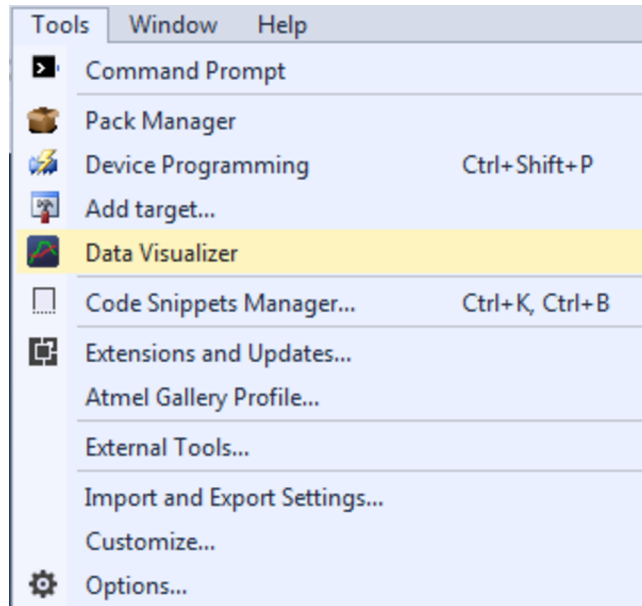 Tools Window Help
Command Prompt
Pack Manager
Device Programming Ctrl+Shift+P
Add target...
Data Visualizer
Code Snippets Manager... Ctrl+K, Ctrl+B
Extensions and Updates...
Atmel Gallery Profile...
External Tools...
Import and Export Settings...
Customize...
Options...